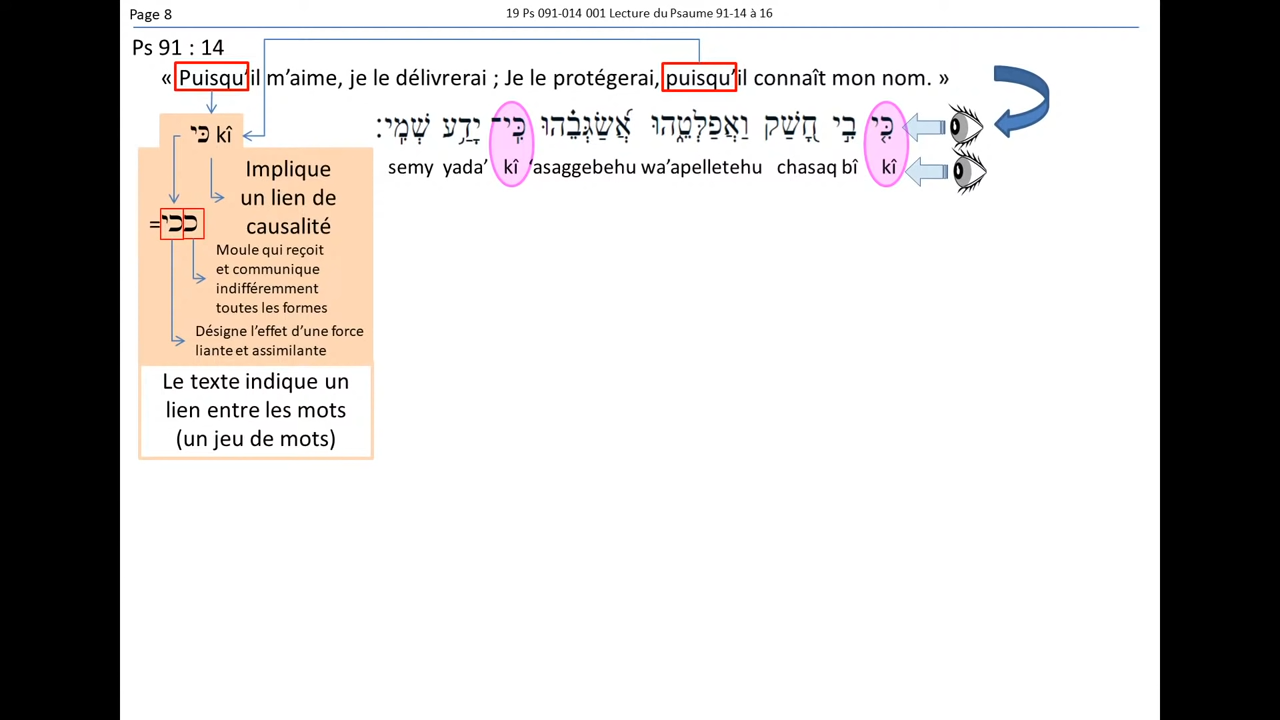 Page 8
19 Ps 091-014 001 Lecture du Psaume 91-14 à 16
Ps 91 : 14
« Puisqu’il m’aime, je le délivrerai ; Je le protégerai, puisqu’il connaît mon nom. »
כִּ֤י בִ֣י חָ֭שַׁק וַאֲפַלְּטֵ֑הוּ אֲ֝שַׂגְּבֵ֗הוּ כִּֽי־ יָדַ֥ע שְׁמִֽי׃
semy yada’ kî ‘asaggebehu wa’apelletehu chasaq bî kî
כִּי kî
Implique
un lien de
causalité
=כי כ
Moule qui reçoit
et communique
indifféremment
toutes les formes
Désigne l’effet d’une force
liante et assimilante
Le texte indique un
lien entre les mots
(un jeu de mots)